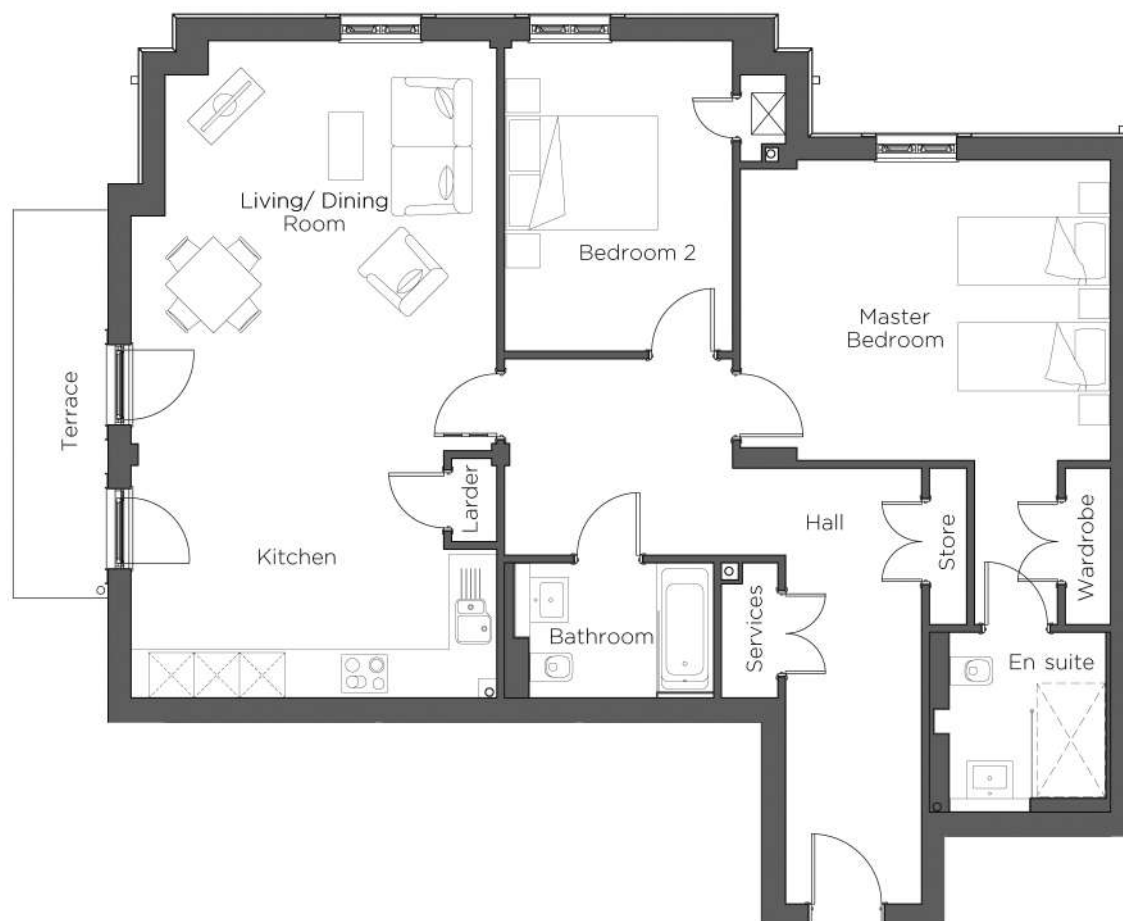 Living/ Dining
Room
Bedroom 2
Master
Bedroom
Terrace
Larder
Kitchen
Hall
Store
Wardrobe
Bathroom
Services
En suite